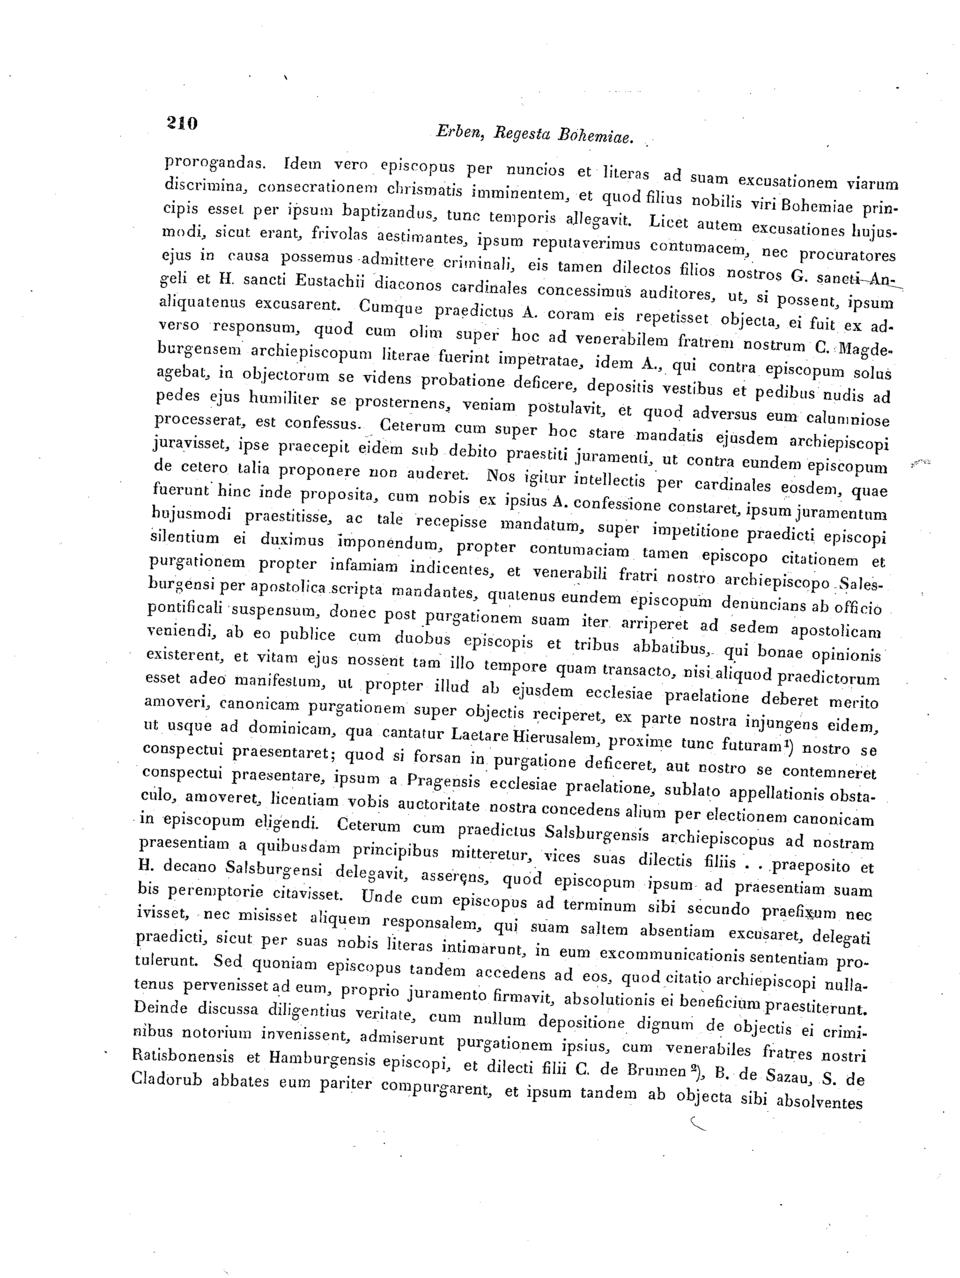 210
Erben, Regesta Bohemiae.
prorogandas. Idem vero episcopus per nuncios et literas ad suam excusationem viarum
discrimina, consecrationem chrismatis imminentem, et quod filius nobilis viri Bohemiae prin-
cipis esset per ipsum baptizandus, tunc temporis allegavit. Licet autem excusationes hujus-
modi, sicut erant, frivolas aestimantes, ipsum reputaverimus contumacem, nec procuratores
ejus in causa possemus admittere criminali, eis tamen dilectos filios nostros G. sancti An-
geli et H. sancti Eustachii diaconos cardinales concessimus auditores, ut, si possent, ipsum
aliquatenus excusarent. Cumque praedictus A. coram eis repetisset objecta, ei fuit ex ad-
verso responsum, quod cum olim super hoc ad venerabilem fratrem nostrum C. Magde-
burgensem archiepiscopum literae fuerint impetratae, idem A., qui contra episcopum solus
agebat, in objectorum se videns probatione deficere, depositis vestibus et pedibus nudis ad
pedes ejus humiliter se prosternens, veniam postulavit, et quod adversus eum calumniose
processerat, est confessus. Ceterum cum super hoc stare mandatis ejusdem archiepiscopi
juravisset, ipse praecepit eidem sub debito praestiti juramenti, ut contra eundem episcopum
de cetero talia proponere non auderet. Nos igitur intellectis per cardinales eosdem, quae
fuerunt hinc inde proposita, cum nobis ex ipsius A. confessione constaret, ipsum juramentum
hujusmodi praestitisse, ac tale recepisse mandatum, super impetitione praedicti episcopi
silentium ei duximus imponendum, propter contumaciam tamen episcopo citationem et
purgationem propter infamiam indicentes, et venerabili fratri nostro archiepiscopo Sales-
burgensi per apostolica scripta mandantes, quatenus eundem episcopum denuncians ab officio
pontificali suspensum, donec post purgationem suam iter arriperet ad sedem apostolicam
veniendi, ab eo publice cum duobus episcopis et tribus abbatibus, qui bonae opinionis
existerent, et vitam ejus nossent tam illo tempore quam transacto, nisi aliquod praedictorum
esset adeo manifestum, ut propter illud ab ejusdem ecclesiae praelatione deberet merito
amoveri, canonicam purgationem super objectis reciperet, ex parte nostra injungens eidem,
ut usque ad dominicam, qua cantatur Laetare Hierusalem, proxime tunc futuram¹) nostro se
conspectui praesentaret; quod si forsan in purgatione deficeret, aut nostro se contemneret
conspectui praesentare, ipsum a Pragensis ecclesiae praelatione, sublato appellationis obsta-
culo, amoveret, licentiam vobis auctoritate nostra concedens alium per electionem canonicam
in episcopum eligendi. Ceterum cum praedictus Salsburgensis archiepiscopus ad nostram
praesentiam a quibusdam principibus mitteretur, vices suas dilectis filiis . . praeposito et
H. decano Salsburgensi delegavit, asserens, quod episcopum ipsum ad praesentiam suam
bis peremptorie citavisset. Unde cum episcopus ad terminum sibi secundo praefixum nec
ivisset, nec misisset aliquem responsalem, qui suam saltem absentiam excusaret, delegati
praedicti, sicut per suas nobis literas intimarunt, in eum excommunicationis sententiam pro-
tulerunt. Sed quoniam episcopus tandem accedens ad eos, quod citatio archiepiscopi nulla-
tenus pervenisset ad eum, proprio juramento firmavit, absolutionis ei beneficium praestiterunt.
Deinde discussa diligentius veritate, cum nullum depositione dignum de objectis ei crimi-
nibus notorium invenissent, admiserunt purgationem ipsius, cum venerabiles fratres nostri
Ratisbonensis et Hamburgensis episcopi, et dilecti filii C. de Brumen²), B. de Sazau, S. de
Cladorub abbates eum pariter compurgarent, et ipsum tandem ab objecta sibi absolventes